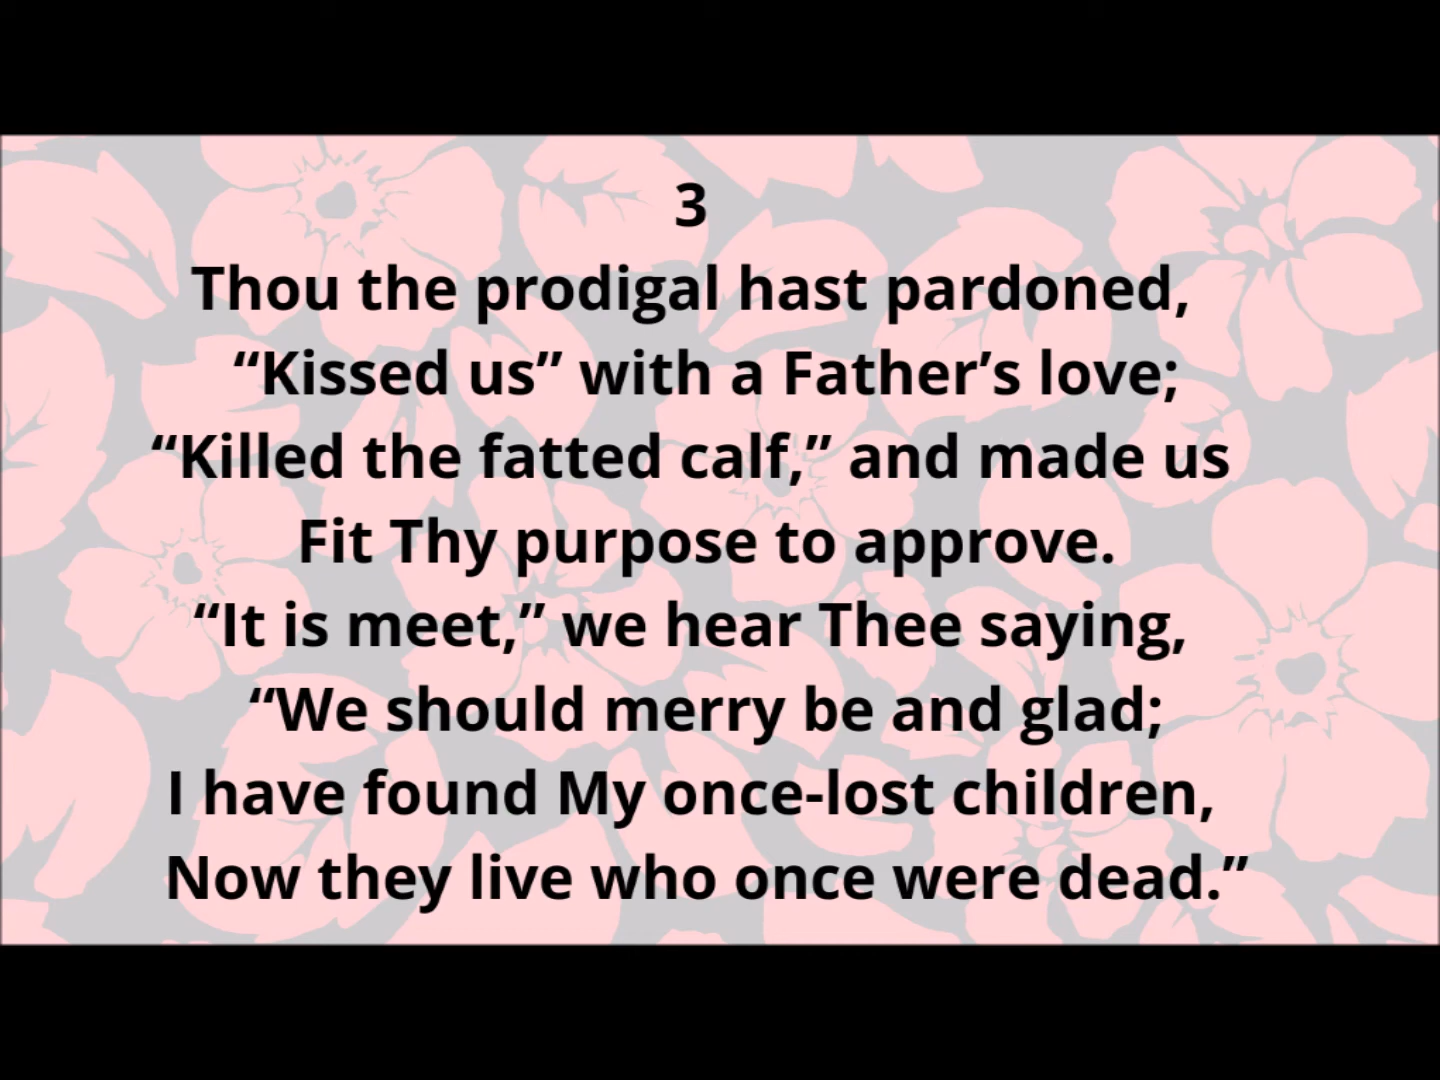 3
Thou the prodigal hast pardoned,
“Kissed us” with a Father’s love;
“Killed the fatted calf,” and made us
Fit Thy purpose to approve.
“It is meet,” we hear Thee saying,
“We should merry be and glad;
I have found My once-lost children,
Now they live who once were dead.”